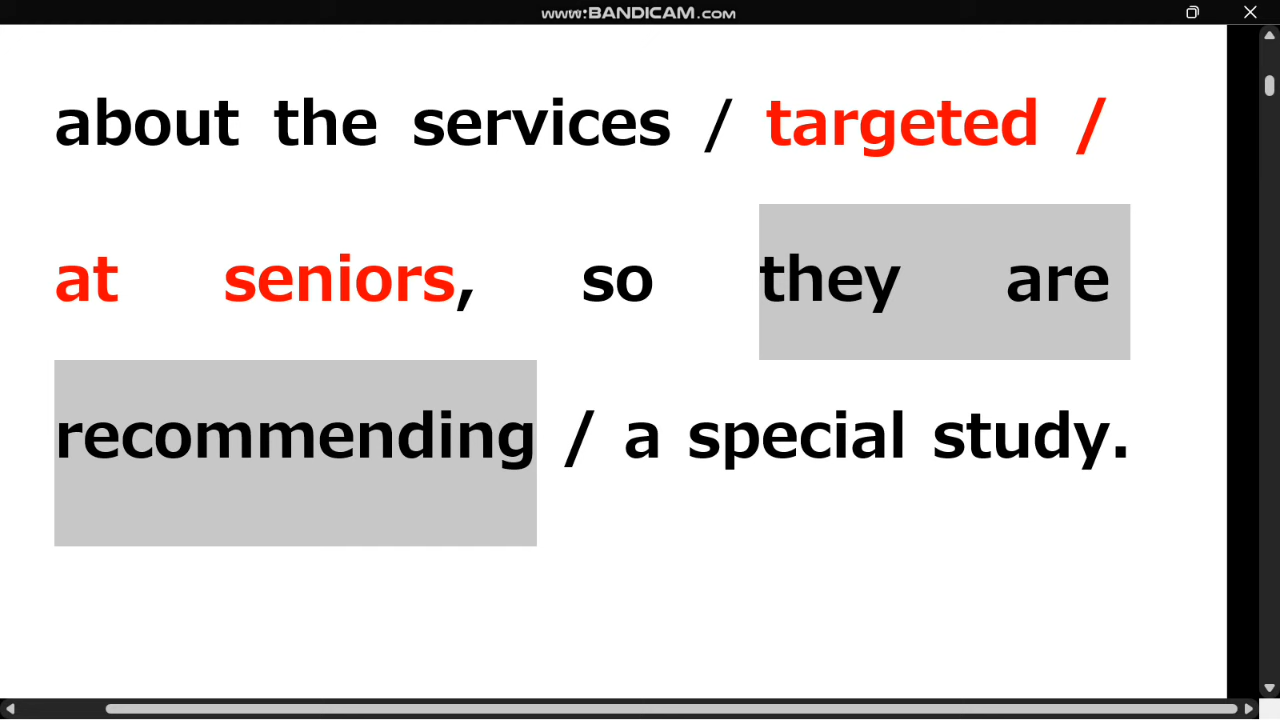 www.BANDICAM.com
about the services / targeted /
at seniors, so they are
recommending / a special study.